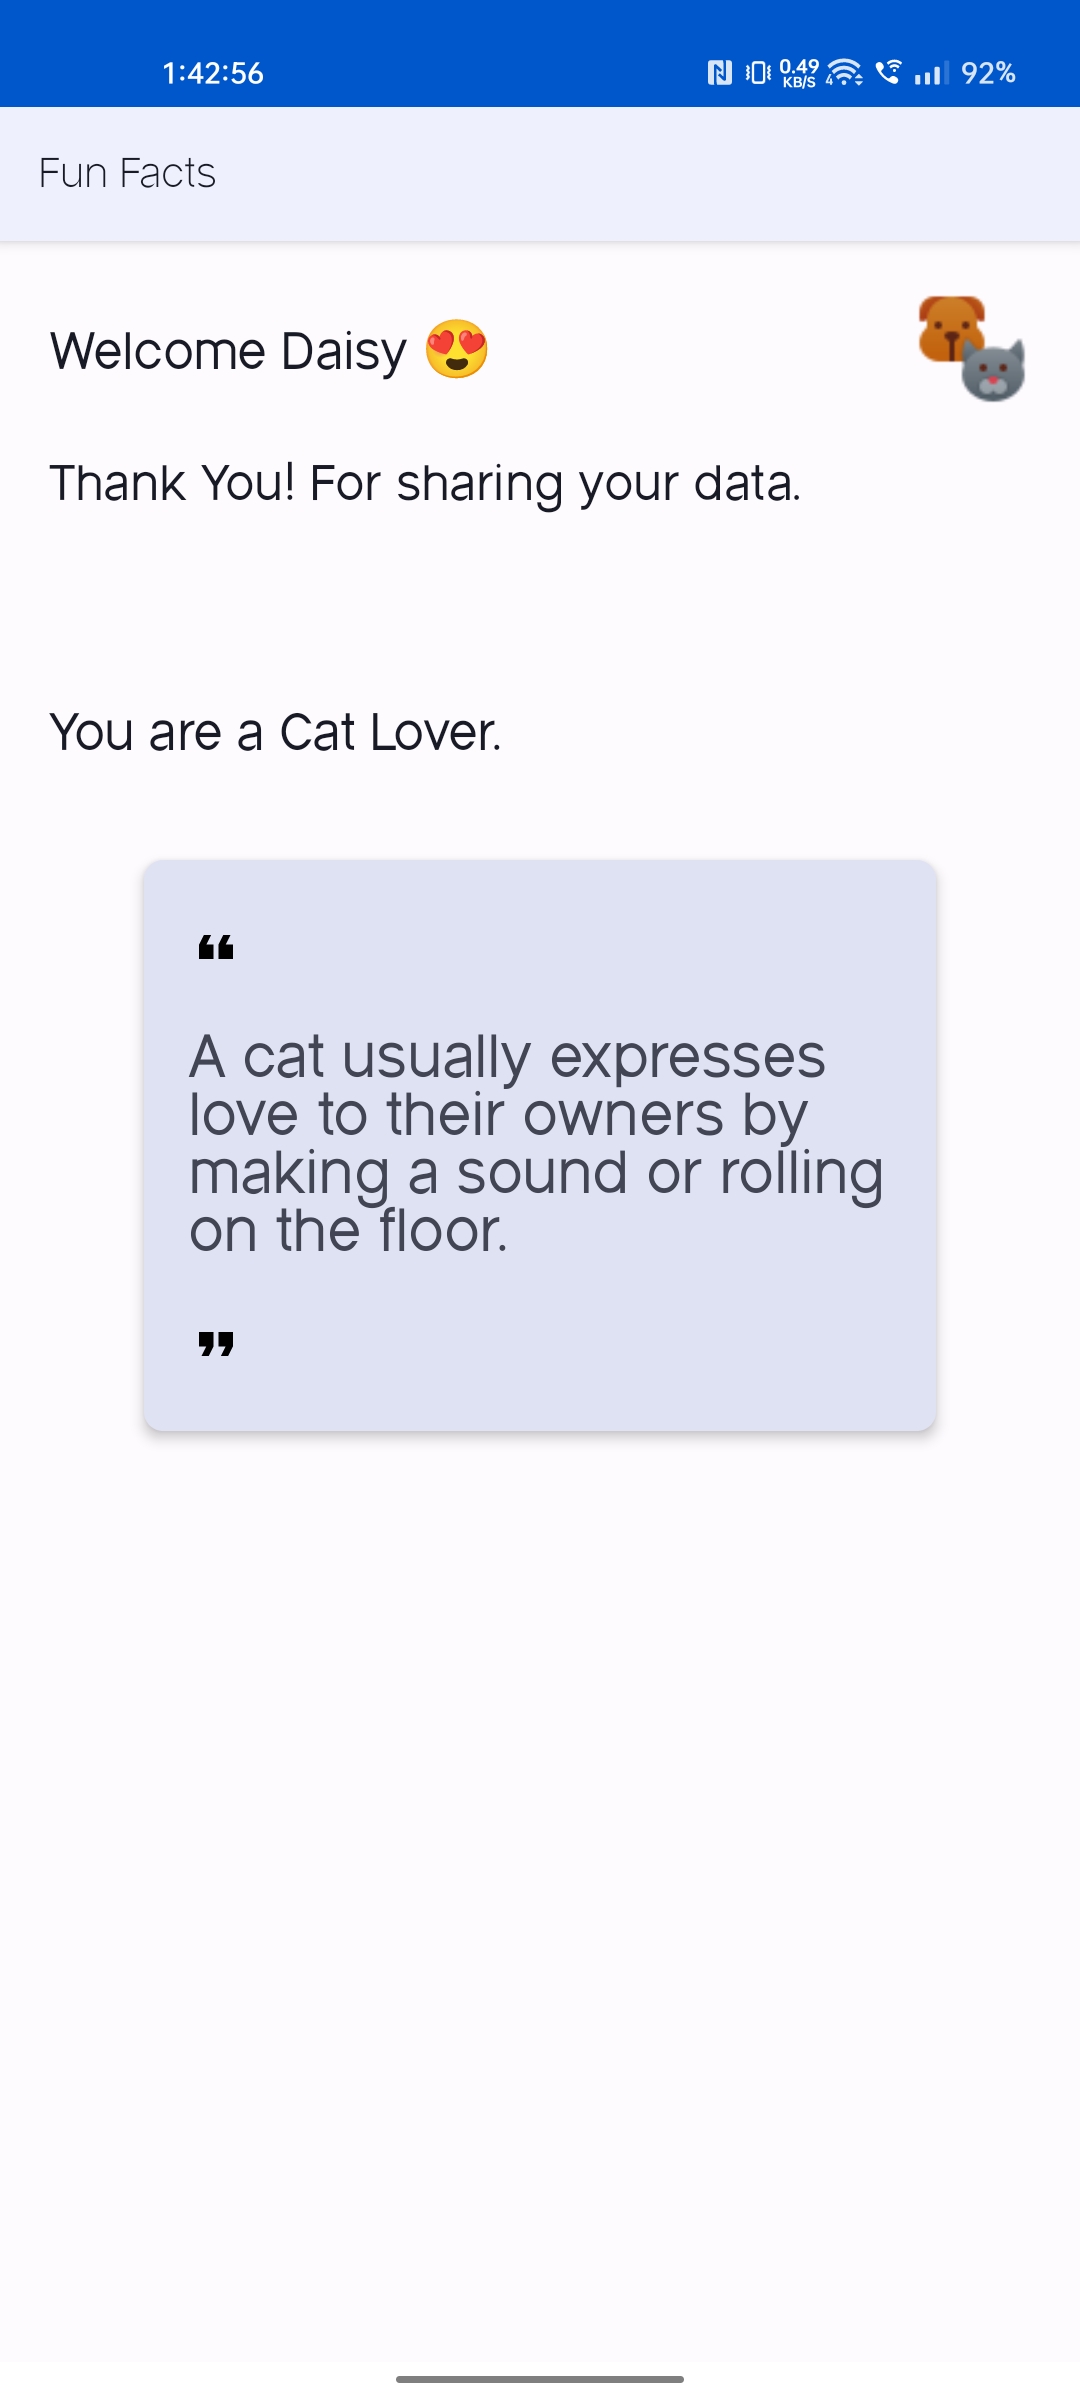 1:42:56 0.49 KB/S 4 92%
Fun Facts
Welcome Daisy 😍
Thank You! For sharing your data.
You are a Cat Lover.
❝
A cat usually expresses
love to their owners by
making a sound or rolling
on the floor.
❞